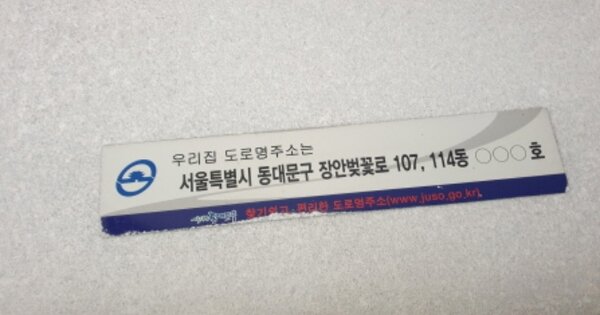 우리집 도로명주소는
서울특별시 동대문구 장안벚꽃로 107, 114동 ○○○호
찾기쉽고·편리한 도로명주소(www.juso.go.kr)